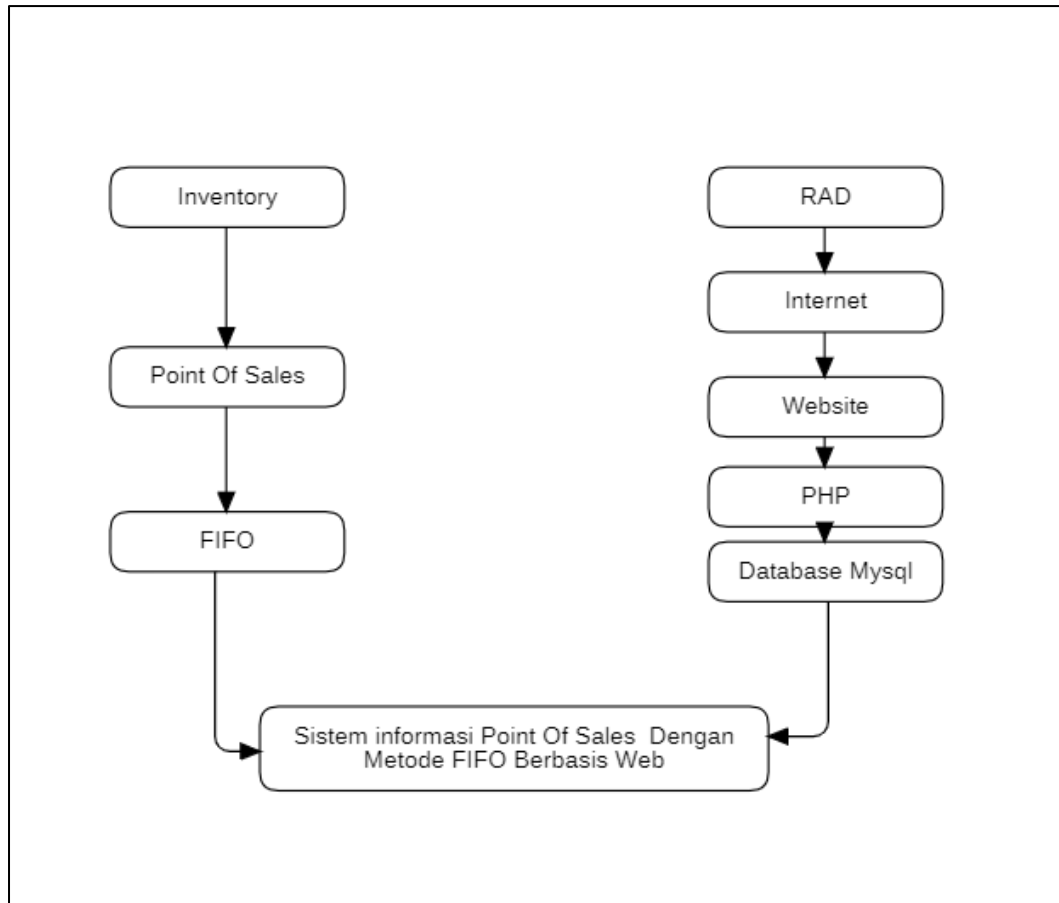 Inventory
Point Of Sales
FIFO
RAD
Internet
Website
PHP
Database Mysql
Sistem informasi Point Of Sales Dengan
Metode FIFO Berbasis Web